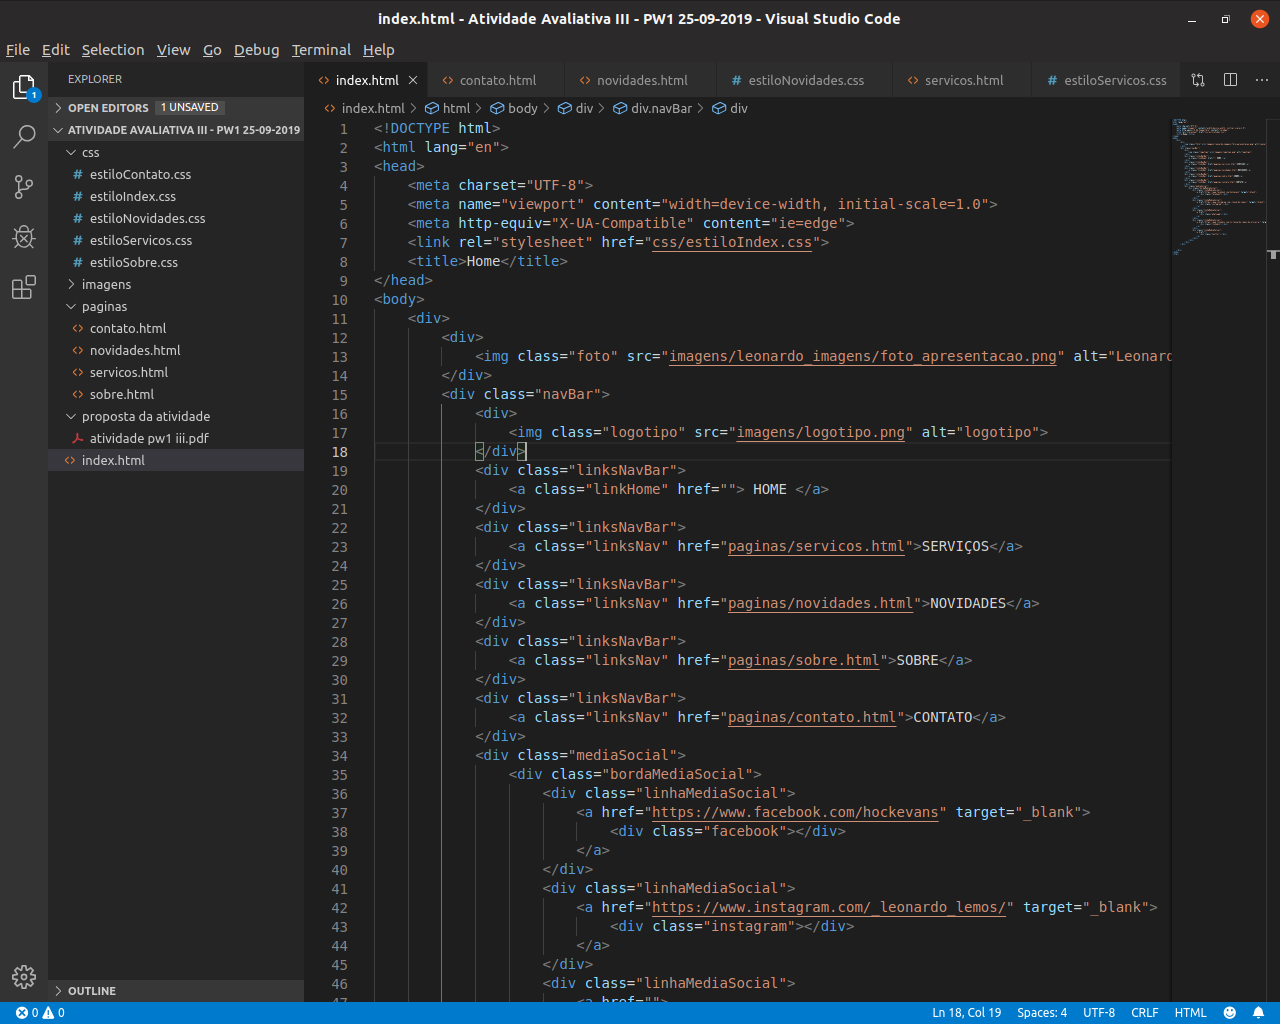 index.html - Atividade Avaliativa III - PW1 25-09-2019 - Visual Studio Code
File Edit Selection View Go Debug Terminal Help
1
EXPLORER
OPEN EDITORS 1 UNSAVED
ATIVIDADE AVALIATIVA III - PW1 25-09-2019
css
# estiloContato.css
# estiloIndex.css
# estiloNovidades.css
# estiloServicos.css
# estiloSobre.css
imagens
paginas
<> contato.html
<> novidades.html
<> servicos.html
<> sobre.html
proposta da atividade
atividade pw1 iii.pdf
<> index.html
OUTLINE
<> index.html × <> contato.html <> novidades.html # estiloNovidades.css <> servicos.html # estiloServicos.css ...
<> index.html > html > body > div > div.navBar > div
1 <!DOCTYPE html>
2 <html lang="en">
3 <head>
4 <meta charset="UTF-8">
5 <meta name="viewport" content="width=device-width, initial-scale=1.0">
6 <meta http-equiv="X-UA-Compatible" content="ie=edge">
7 <link rel="stylesheet" href="css/estiloIndex.css">
8 <title>Home</title>
9 </head>
10 <body>
11 <div>
12 <div>
13 <img class="foto" src="imagens/leonardo_imagens/foto_apresentacao.png" alt="Leonard
14 </div>
15 <div class="navBar">
16 <div>
17 <img class="logotipo" src="imagens/logotipo.png" alt="logotipo">
18 </div>
19 <div class="linksNavBar">
20 <a class="linkHome" href=""> HOME </a>
21 </div>
22 <div class="linksNavBar">
23 <a class="linksNav" href="paginas/servicos.html">SERVIÇOS</a>
24 </div>
25 <div class="linksNavBar">
26 <a class="linksNav" href="paginas/novidades.html">NOVIDADES</a>
27 </div>
28 <div class="linksNavBar">
29 <a class="linksNav" href="paginas/sobre.html">SOBRE</a>
30 </div>
31 <div class="linksNavBar">
32 <a class="linksNav" href="paginas/contato.html">CONTATO</a>
33 </div>
34 <div class="mediaSocial">
35 <div class="bordaMediaSocial">
36 <div class="linhaMediaSocial">
37 <a href="https://www.facebook.com/hockevans" target="_blank">
38 <div class="facebook"></div>
39 </a>
40 </div>
41 <div class="linhaMediaSocial">
42 <a href="https://www.instagram.com/_leonardo_lemos/" target="_blank">
43 <div class="instagram"></div>
44 </a>
45 </div>
46 <div class="linhaMediaSocial">
47 <a href="">
0 0 Ln 18, Col 19 Spaces: 4 UTF-8 CRLF HTML